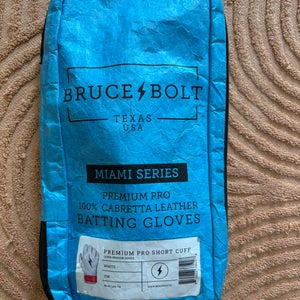 BRUCE BOLT
TEXAS
USA
MIAMI SERIES
PREMIUM PRO
100% CABRETTA LEATHER
BATTING GLOVES
PREMIUM PRO SHORT CUFF
WHITE